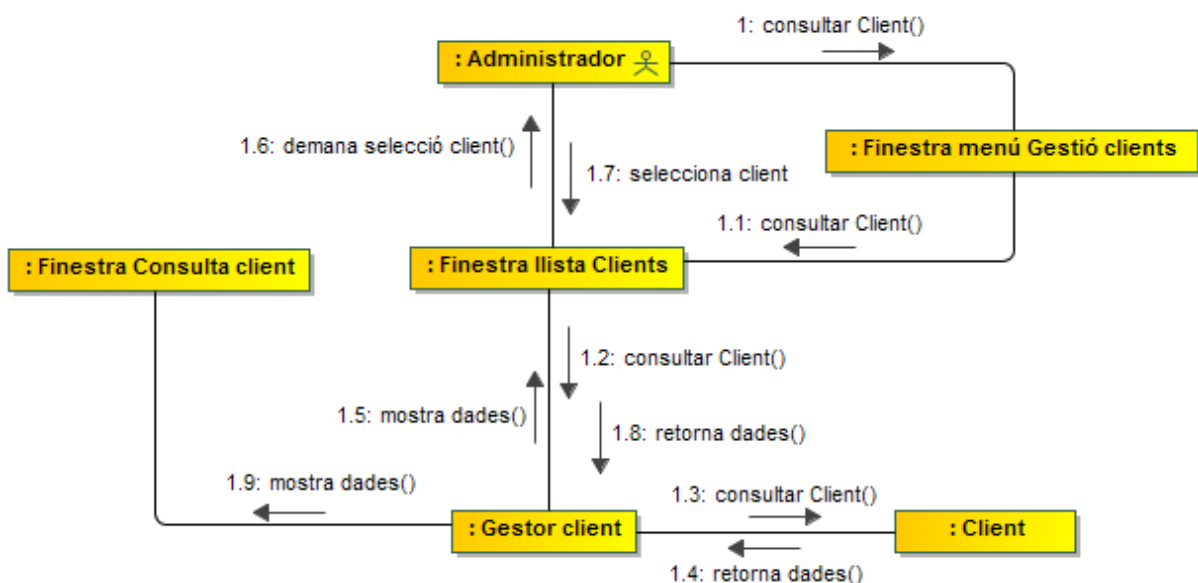 1: consultar Client()
: Administrador
1.6: demana selecció client()
: Finestra menú Gestió clients
1.7: selecciona client
1.1: consultar Client()
: Finestra Consulta client
: Finestra llista Clients
1.2: consultar Client()
1.5: mostra dades()
1.8: retorna dades()
1.9: mostra dades()
1.3: consultar Client()
: Gestor client
: Client
1.4: retorna dades()